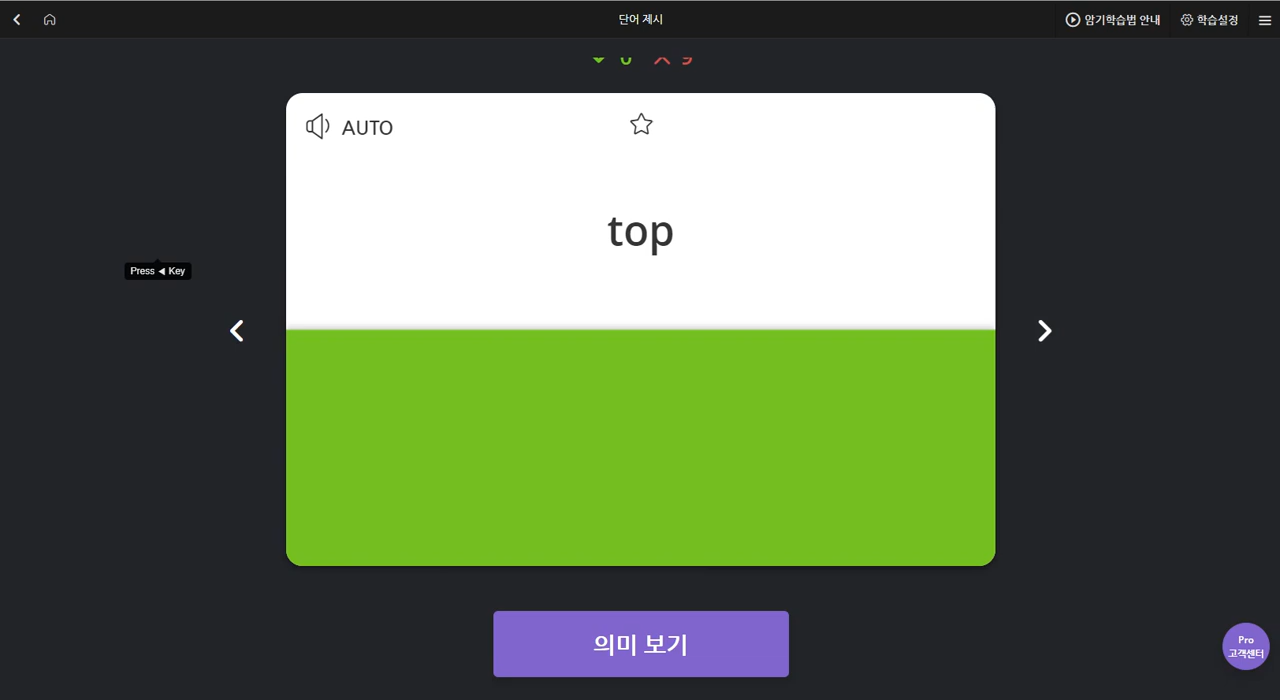 단어 제시
암기학습법 안내
학습설정
AUTO
top
Press ◀ Key
의미 보기
Pro
고객센터